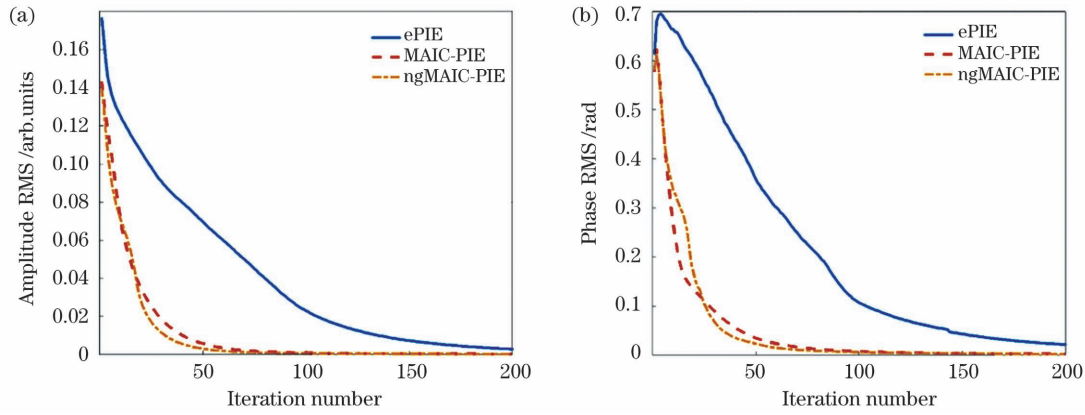 (a)
Amplitude RMS /arb.units
0.16
0.14
0.12
0.10
0.08
0.06
0.04
0.02
0
50
100
150
200
Iteration number
ePIE
MAIC-PIE
ngMAIC-PIE
(b)
Phase RMS /rad
0.7
0.6
0.5
0.4
0.3
0.2
0.1
0
50
100
150
200
Iteration number
ePIE
MAIC-PIE
ngMAIC-PIE